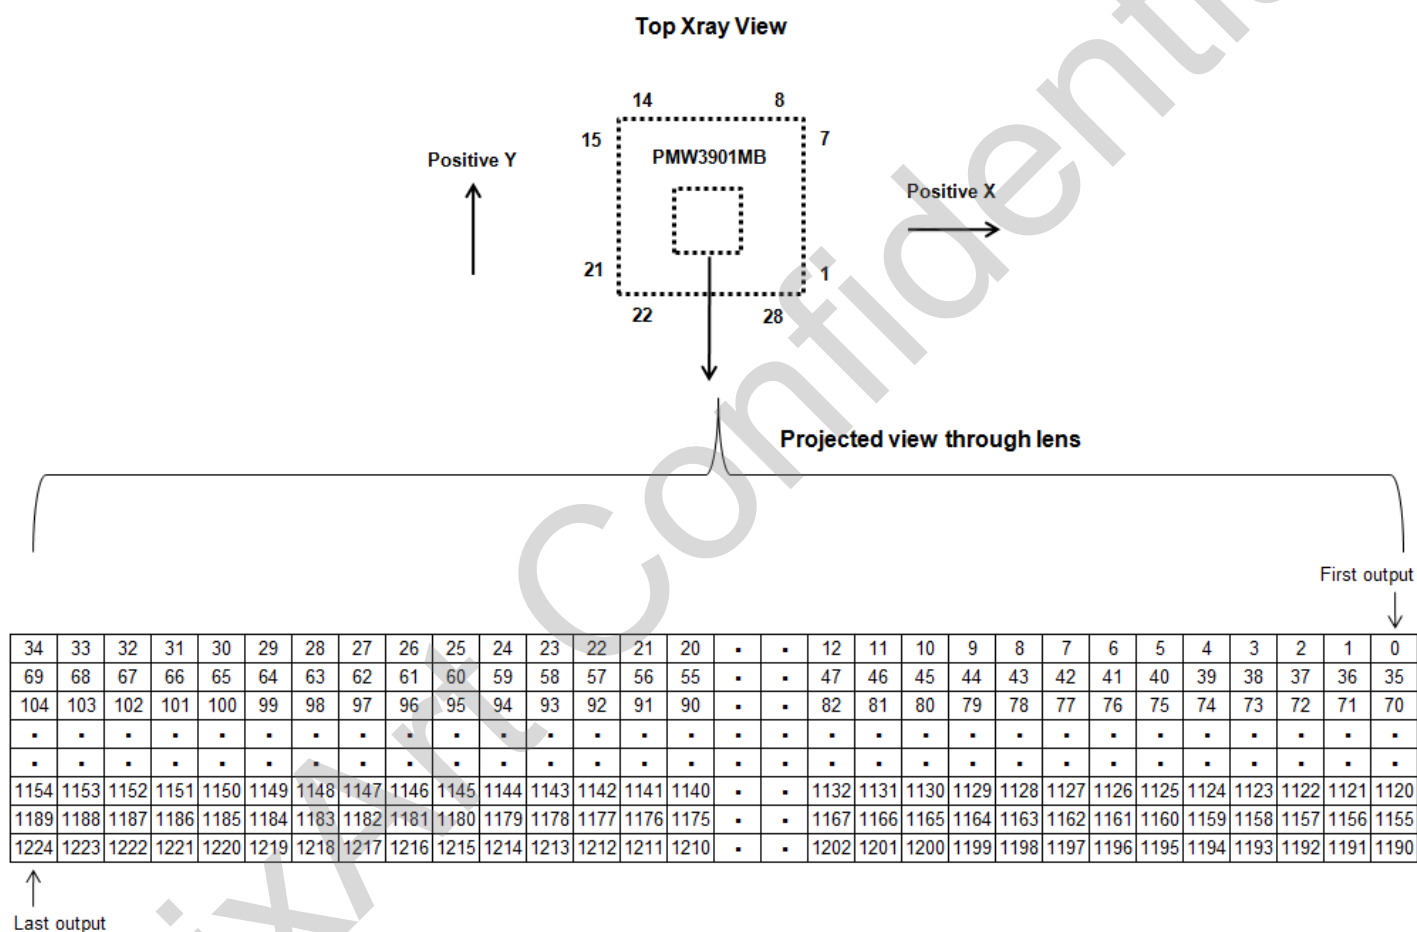 Top Xray View
14 8
15 7
PMW3901MB
Positive Y
Positive X
21 1
22 28
Projected view through lens
First output
34 33 32 31 30 29 28 27 26 25 24 23 22 21 20 . . 12 11 10 9 8 7 6 5 4 3 2 1 0
69 68 67 66 65 64 63 62 61 60 59 58 57 56 55 . . 47 46 45 44 43 42 41 40 39 38 37 36 35
104 103 102 101 100 99 98 97 96 95 94 93 92 91 90 . . 82 81 80 79 78 77 76 75 74 73 72 71 70
. . . . . . . . . . . . . . . . . . . . . . . . . . . . . .
. . . . . . . . . . . . . . . . . . . . . . . . . . . . . .
1154 1153 1152 1151 1150 1149 1148 1147 1146 1145 1144 1143 1142 1141 1140 . . 1132 1131 1130 1129 1128 1127 1126 1125 1124 1123 1122 1121 1120
1189 1188 1187 1186 1185 1184 1183 1182 1181 1180 1179 1178 1177 1176 1175 . . 1167 1166 1165 1164 1163 1162 1161 1160 1159 1158 1157 1156 1155
1224 1223 1222 1221 1220 1219 1218 1217 1216 1215 1214 1213 1212 1211 1210 . . 1202 1201 1200 1199 1198 1197 1196 1195 1194 1193 1192 1191 1190
Last output
ixArt Confidenti